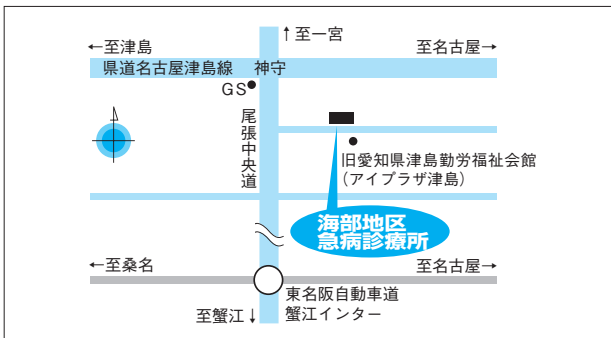 ↑至一宮
←至津島
至名古屋→
県道名古屋津島線 神守
GS
尾張中央道
旧愛知県津島勤労福祉会館
(アイプラザ津島)
海部地区
急病診療所
←至桑名
至名古屋→
東名阪自動車道
蟹江インター
至蟹江↓